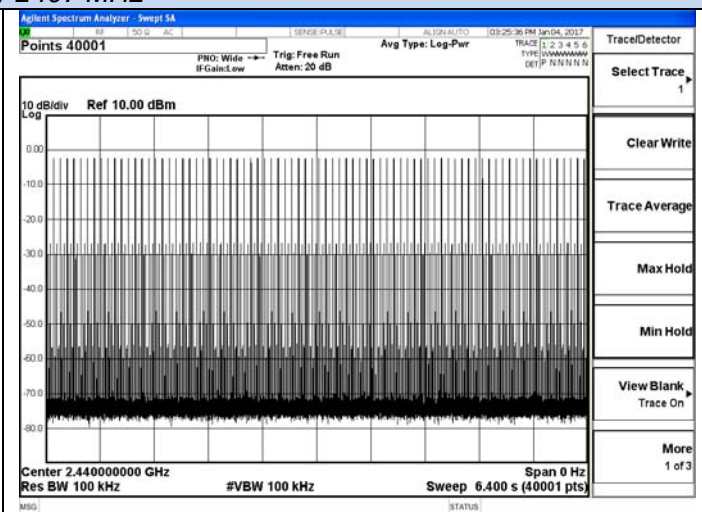 Agilent Spectrum Analyzer - Swept SA
RF 50 Ω AC SENSE:PULSE ALIGN AUTO 03:25:36 PM Jan 04, 2017
Points 40001
PNO: Wide
IFGain:Low
Trig: Free Run
Atten: 20 dB
Avg Type: Log-Pwr
TRACE 1 2 3 4 5 6
TYPE
DET P N N N N N
10 dB/div Ref 10.00 dBm
Log
0.00
-10.0
-20.0
-30.0
-40.0
-50.0
-60.0
-70.0
-80.0
Center 2.440000000 GHz Span 0 Hz
Res BW 100 kHz #VBW 100 kHz Sweep 6.400 s (40001 pts)
MSG STATUS
Trace/Detector
Select Trace
1
Clear Write
Trace Average
Max Hold
Min Hold
View Blank
Trace On
More
1 of 3